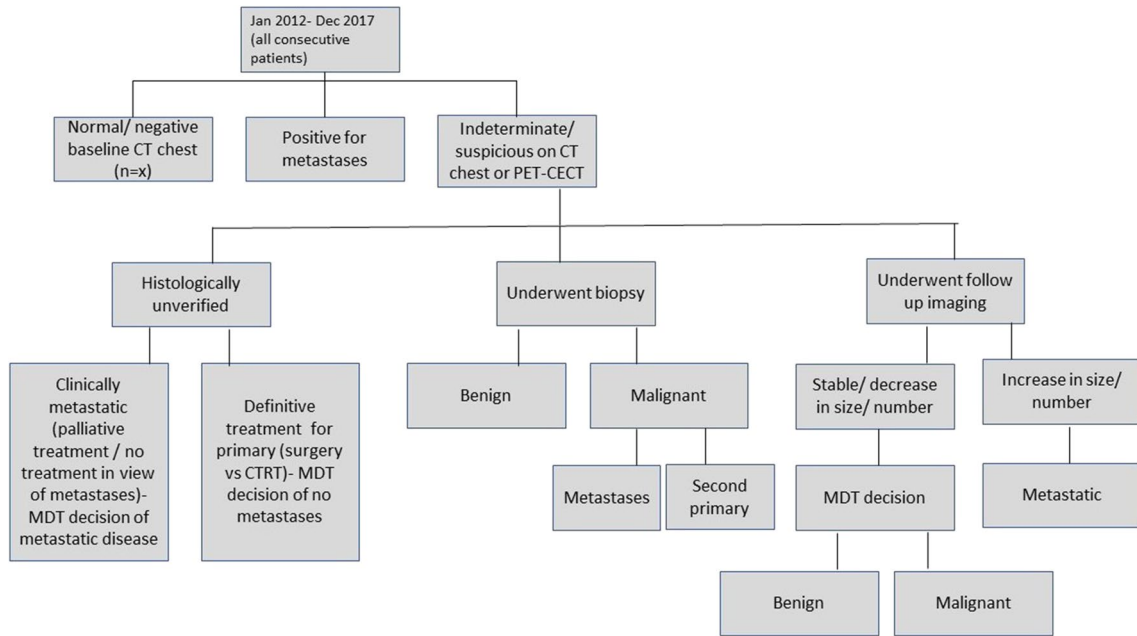 Jan 2012- Dec 2017
(all consecutive
patients)
Normal/ negative
baseline CT chest
(n=x)
Positive for
metastases
Indeterminate/
suspicious on CT
chest or PET-CECT
Histologically
unverified
Underwent biopsy
Underwent follow
up imaging
Clinically
metastatic
(palliative
treatment / no
treatment in view
of metastases)-
MDT decision of
metastatic disease
Definitive
treatment for
primary (surgery
vs CTRT)- MDT
decision of no
metastases
Benign
Malignant
Stable/ decrease
in size/ number
Increase in size/
number
Metastases
Second
primary
MDT decision
Metastatic
Benign
Malignant